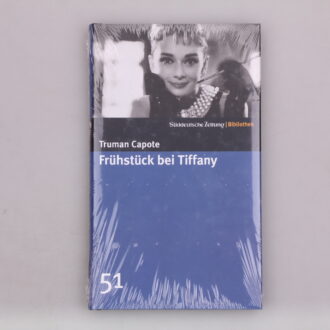 Süddeutsche Zeitung | Bibliothek
Truman Capote
Frühstück bei Tiffany
51